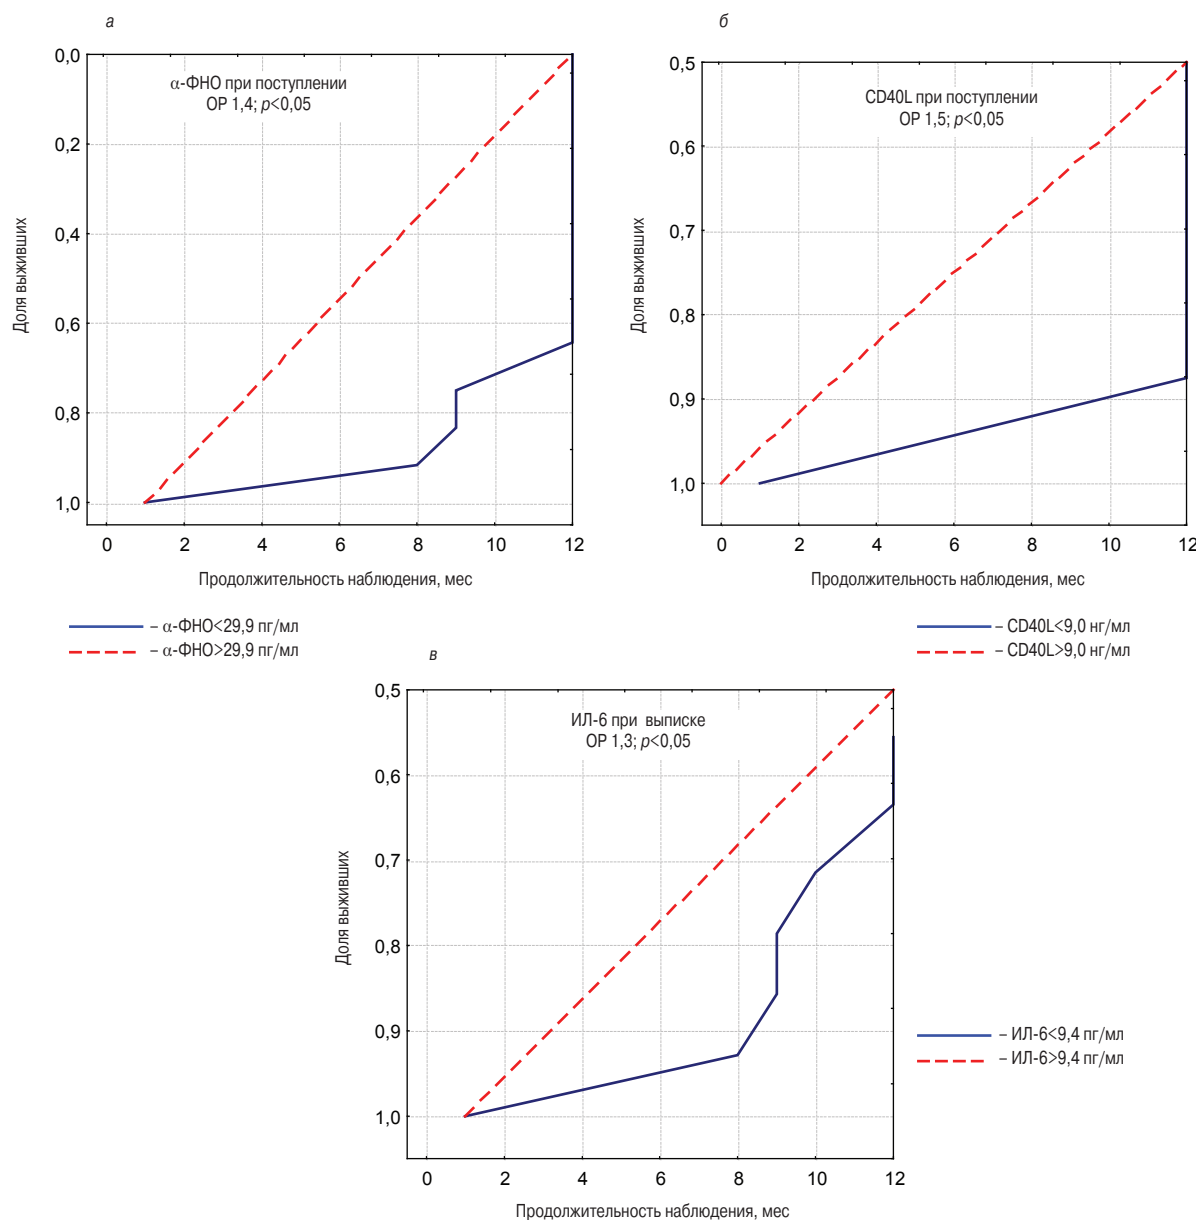 а
0,0
0,2
0,4
0,6
0,8
1,0
Доля выживших
α-ФНО при поступлении
ОР 1,4; p<0,05
0 2 4 6 8 10 12
Продолжительность наблюдения, мес
– α-ФНО<29,9 пг/мл
– α-ФНО>29,9 пг/мл
б
0,5
0,6
0,7
0,8
0,9
1,0
Доля выживших
CD40L при поступлении
ОР 1,5; p<0,05
0 2 4 6 8 10 12
Продолжительность наблюдения, мес
– CD40L<9,0 нг/мл
– CD40L>9,0 нг/мл
в
0,5
0,6
0,7
0,8
0,9
1,0
Доля выживших
ИЛ-6 при выписке
ОР 1,3; p<0,05
0 2 4 6 8 10 12
Продолжительность наблюдения, мес
– ИЛ-6<9,4 пг/мл
– ИЛ-6>9,4 пг/мл